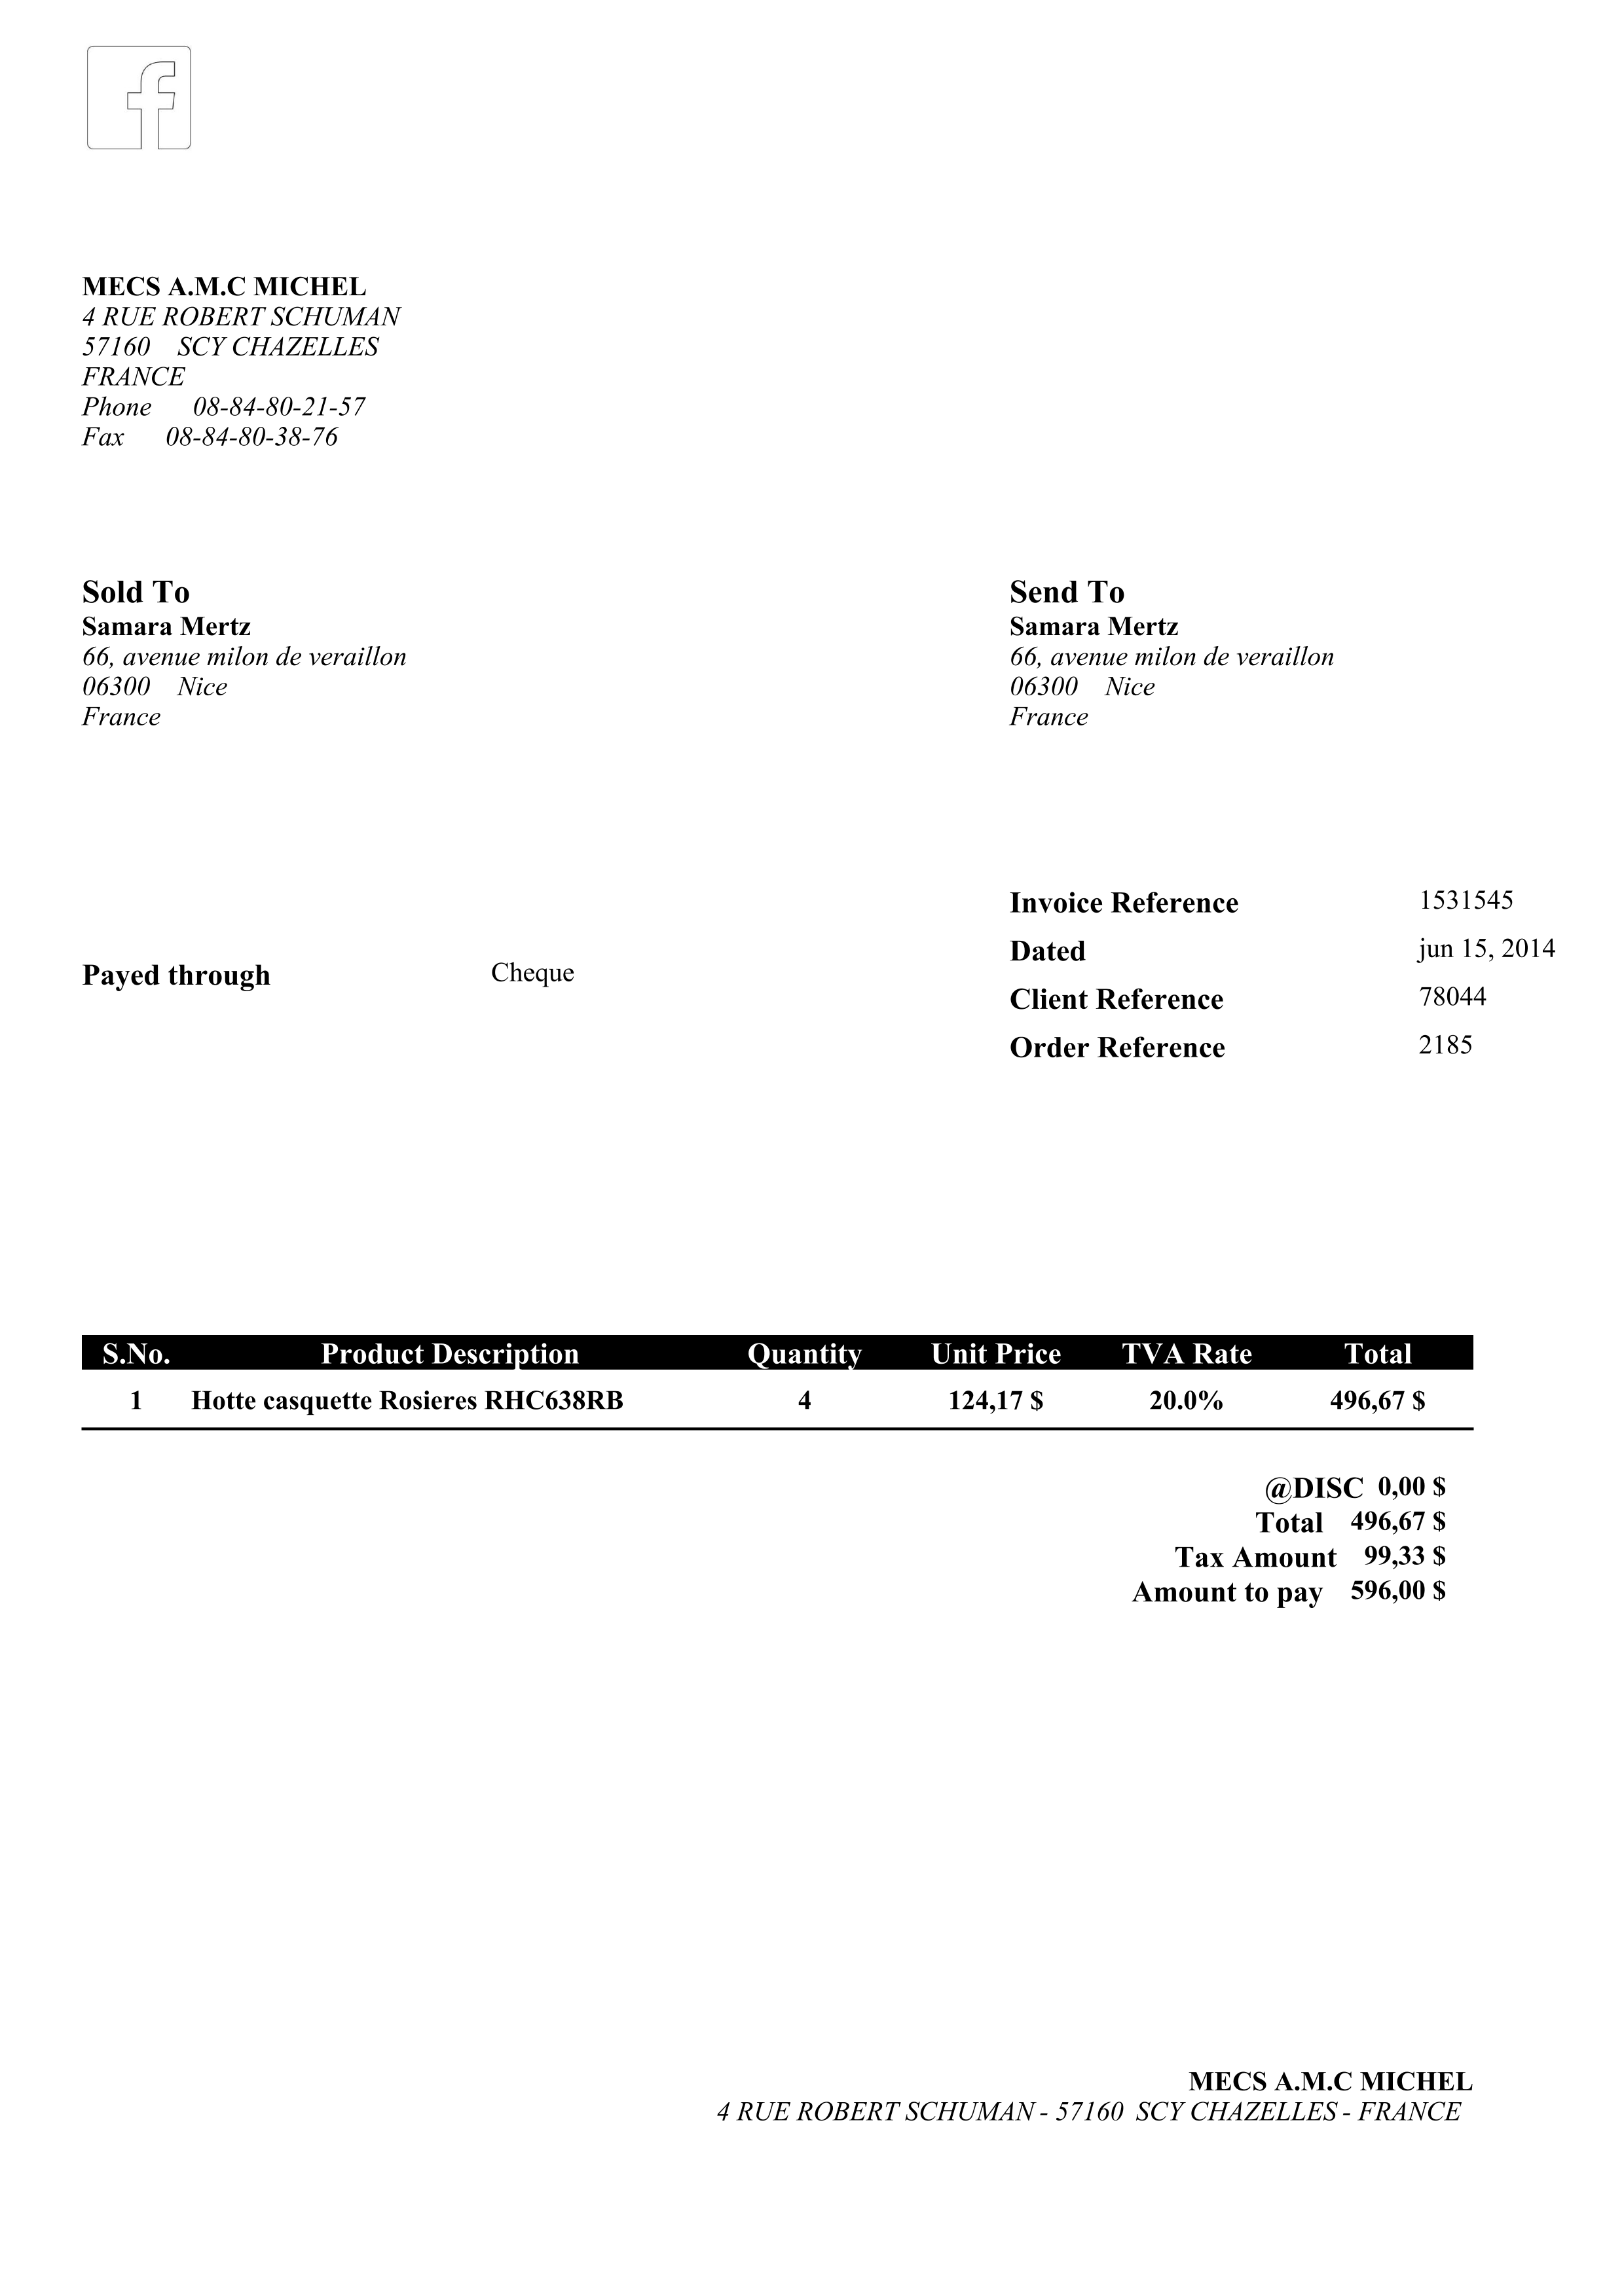 f
MECS A.M.C MICHEL
4 RUE ROBERT SCHUMAN
57160 SCY CHAZELLES
FRANCE
Phone 08-84-80-21-57
Fax 08-84-80-38-76
Sold To
Samara Mertz
66, avenue milon de veraillon
06300 Nice
France
Send To
Samara Mertz
66, avenue milon de veraillon
06300 Nice
France
Payed through Cheque
Invoice Reference 1531545
Dated jun 15, 2014
Client Reference 78044
Order Reference 2185
S.No. Product Description Quantity Unit Price TVA Rate Total
1 Hotte casquette Rosieres RHC638RB 4 124,17 $ 20.0% 496,67 $
@DISC 0,00 $
Total 496,67 $
Tax Amount 99,33 $
Amount to pay 596,00 $
MECS A.M.C MICHEL
4 RUE ROBERT SCHUMAN - 57160 SCY CHAZELLES - FRANCE